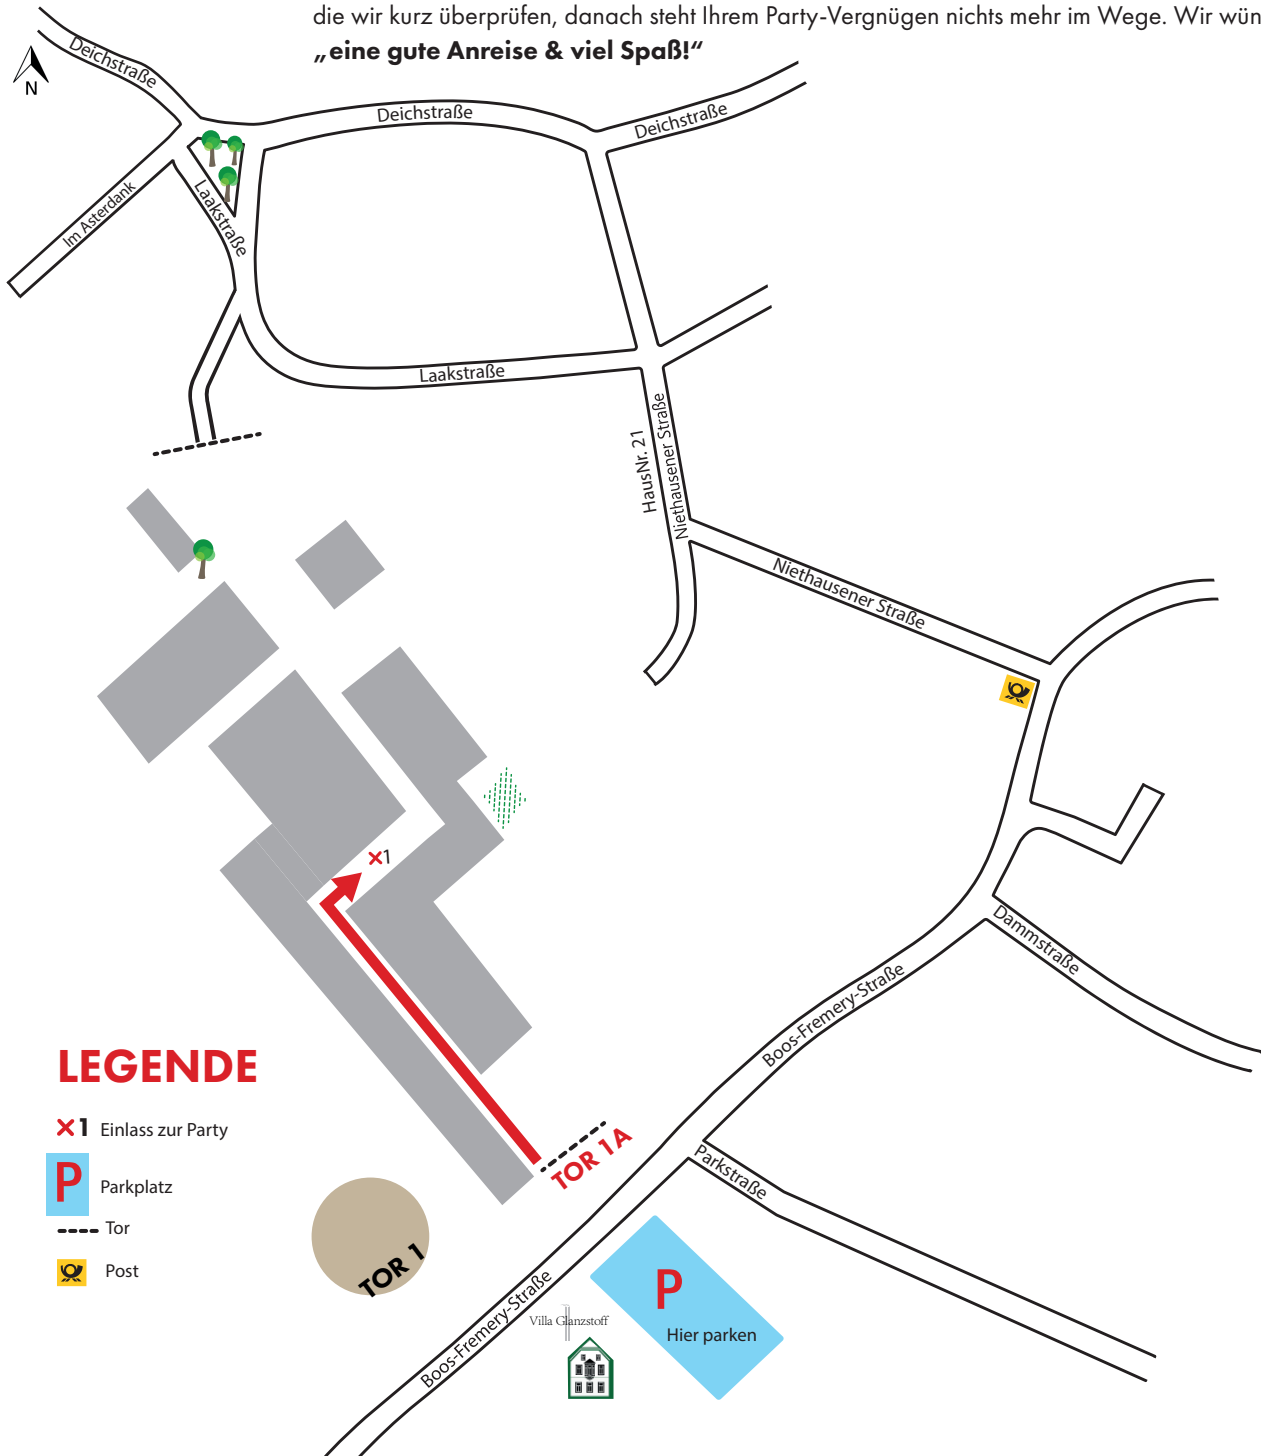 die wir kurz überprüfen, danach steht Ihrem Party-Vergnügen nichts mehr im Wege. Wir wün
„eine gute Anreise & viel Spaß!“
Deichstraße
N
Deichstraße
Deichstraße
Im Asterdank
Laakstraße
Laakstraße
HausNr. 21
Niethausener Straße
Niethausener Straße
x1
Dammstraße
Boos-Fremery-Straße
LEGENDE
x1 Einlass zur Party
P Parkplatz
Tor
Post
TOR 1A
Parkstraße
TOR 1
Boos-Fremery-Straße
Villa Glanzstoff
P
Hier parken